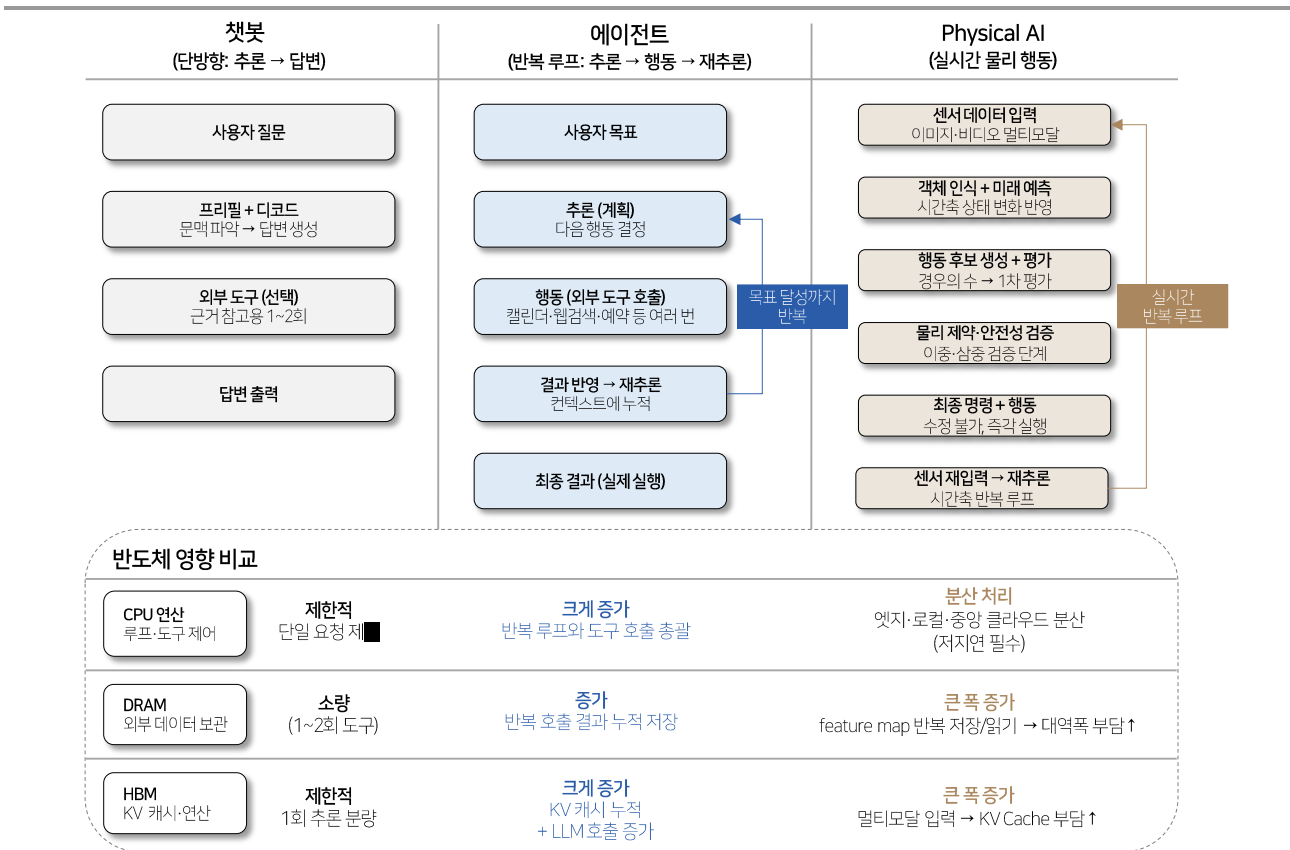 챗봇
(단방향: 추론 → 답변)
사용자 질문
프리필 + 디코드
문맥 파악 → 답변 생성
외부 도구 (선택)
근거 참고용 1~2회
답변 출력
에이전트
(반복 루프: 추론 → 행동 → 재추론)
사용자 목표
추론 (계획)
다음 행동 결정
행동 (외부 도구 호출)
캘린더·웹검색·예약 등 여러 번
결과 반영 → 재추론
컨텍스트에 누적
최종 결과 (실제 실행)
목표 달성까지
반복
Physical AI
(실시간 물리 행동)
센서 데이터 입력
이미지·비디오 멀티모달
객체 인식 + 미래 예측
시간축 상태 변화 반영
행동 후보 생성 + 평가
경우의 수 → 1차 평가
물리 제약·안전성 검증
이중·삼중 검증 단계
최종 명령 + 행동
수정 불가, 즉각 실행
센서 재입력 → 재추론
시간축 반복 루프
실시간
반복 루프
반도체 영향 비교
CPU 연산
루프·도구 제어
제한적
단일 요청 제
크게 증가
반복 루프와 도구 호출 총괄
분산 처리
엣지·로컬·중앙 클라우드 분산
(저지연 필수)
DRAM
외부 데이터 보관
소량
(1~2회 도구)
증가
반복 호출 결과 누적 저장
큰 폭 증가
feature map 반복 저장/읽기 → 대역폭 부담↑
HBM
KV 캐시·연산
제한적
1회 추론 분량
크게 증가
KV 캐시 누적
+ LLM 호출 증가
큰 폭 증가
멀티모달 입력 → KV Cache 부담↑